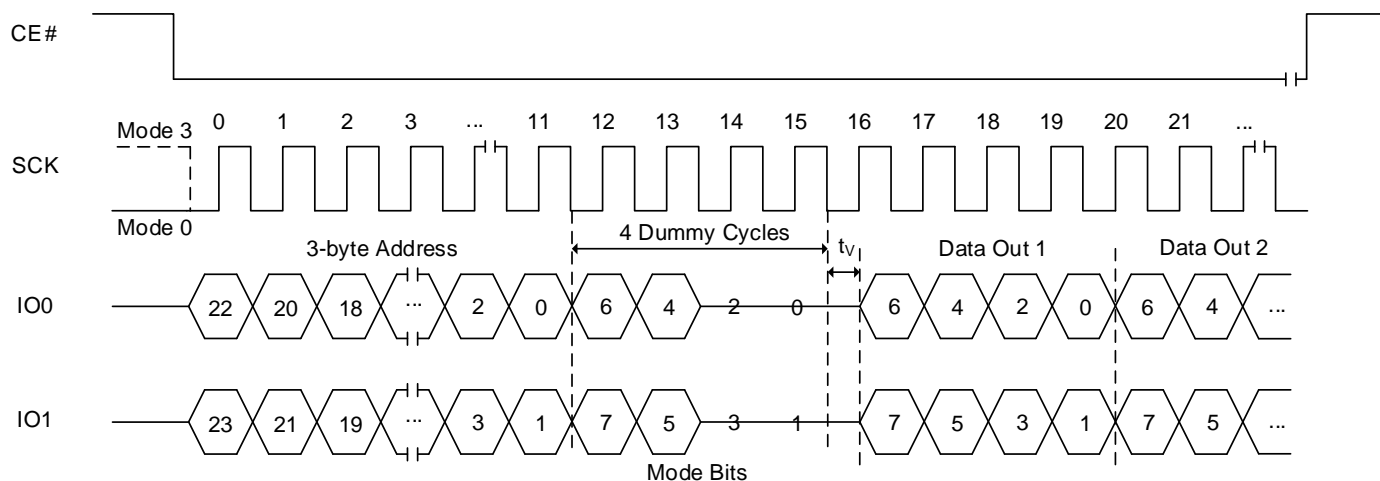 CE#
0 1 2 3 ... 11 12 13 14 15 16 17 18 19 20 21 ...
Mode 3
SCK
Mode 0
3-byte Address 4 Dummy Cycles tV Data Out 1 Data Out 2
IO0 22 20 18 ... 2 0 6 4 2 0 6 4 2 0 6 4 ...
IO1 23 21 19 ... 3 1 7 5 3 1 7 5 3 1 7 5 ...
Mode Bits